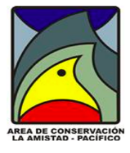 AREA DE CONSERVACIÓN
LA AMISTAD - PACÍFICO